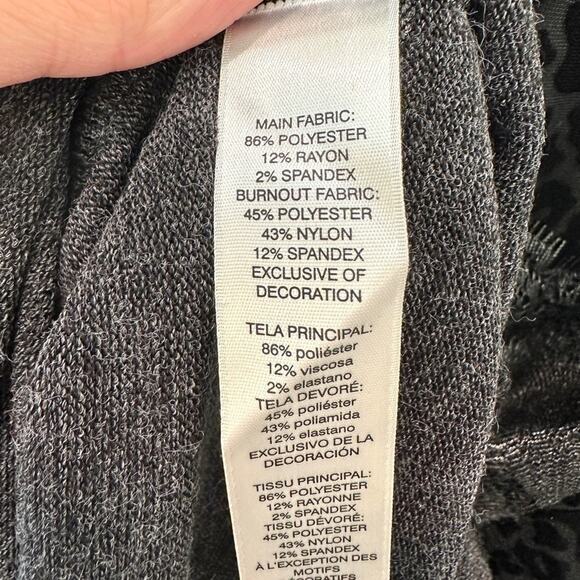 MAIN FABRIC:
86% POLYESTER
12% RAYON
2% SPANDEX
BURNOUT FABRIC:
45% POLYESTER
43% NYLON
12% SPANDEX
EXCLUSIVE OF
DECORATION
TELA PRINCIPAL:
86% poliéster
12% viscosa
2% elastano
TELA DEVORÉ:
45% poliéster
43% poliamida
12% elastano
EXCLUSIVO DE LA
DECORACIÓN
TISSU PRINCIPAL:
86% POLYESTER
12% RAYONNE
2% SPANDEX
TISSU DÉVORÉ:
45% POLYESTER
43% NYLON
12% SPANDEX
À L'EXCEPTION DES
MOTIFS